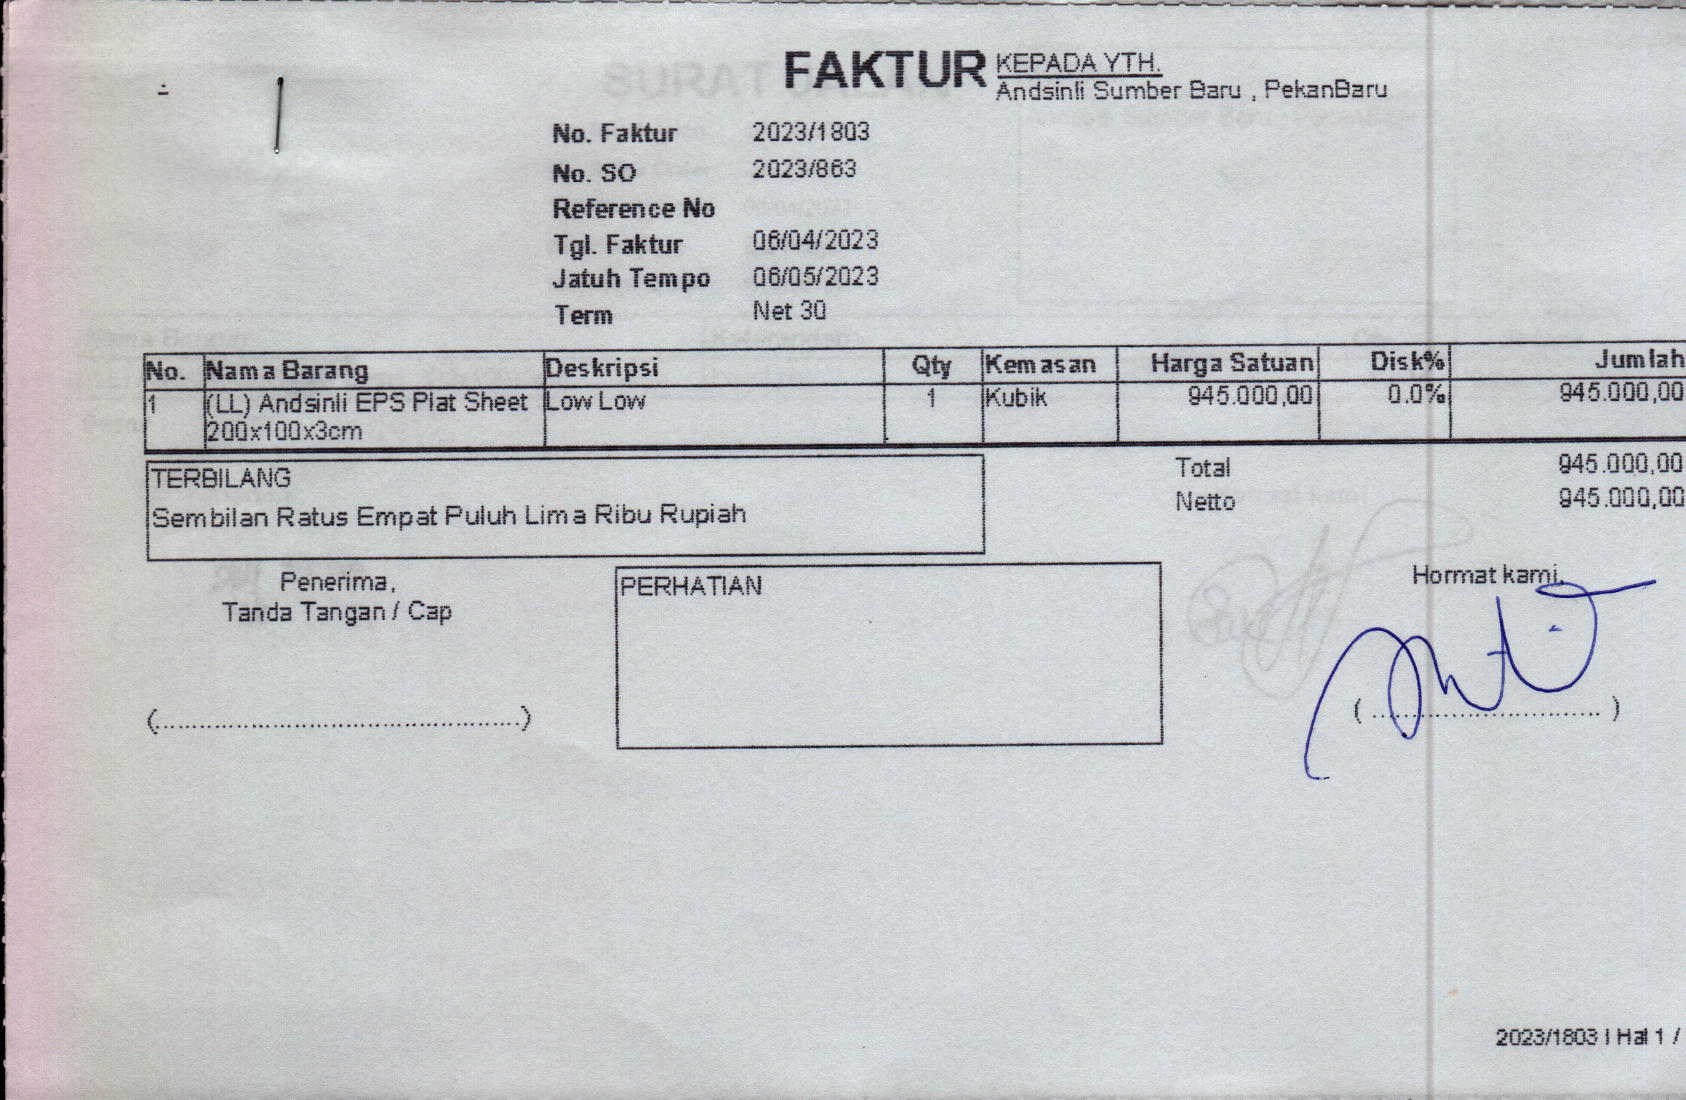 FAKTUR
KEPADA YTH.
Andsinli Sumber Baru , PekanBaru
No. Faktur 2023/1803
No. SO 2023/863
Reference No
Tgl. Faktur 06/04/2023
Jatuh Tempo 06/05/2023
Term Net 30
No. Nama Barang Deskripsi Qty Kemasan Harga Satuan Disk% Jumlah
1 (LL) Andsinli EPS Plat Sheet Low Low 1 Kubik 945.000,00 0.0% 945.000,00
200x100x3cm
TERBILANG
Sembilan Ratus Empat Puluh Lima Ribu Rupiah
Total 945.000,00
Netto 945.000,00
Penerima,
Tanda Tangan / Cap
(.................................................)
PERHATIAN
Hormat kami,
( .............................. )
2023/1803 | Hal 1 /